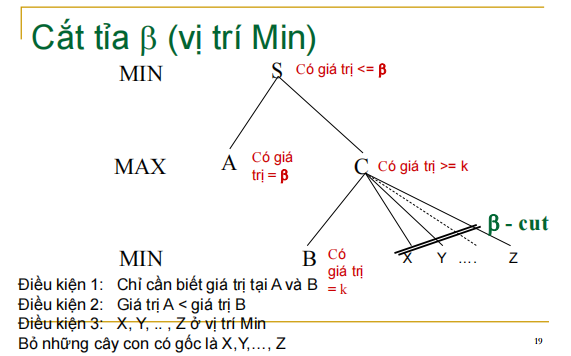 Cắt tỉa β (vị trí Min)
MIN
S
Có giá trị <= β
MAX
A
Có giá
trị = β
C
Có giá trị >= k
β - cut
MIN
B
Có
giá trị
= k
X
Y
....
Z
Điều kiện 1: Chỉ cần biết giá trị tại A và B
Điều kiện 2: Giá trị A < giá trị B
Điều kiện 3: X, Y, .. , Z ở vị trí Min
Bỏ những cây con có gốc là X,Y,…, Z
19